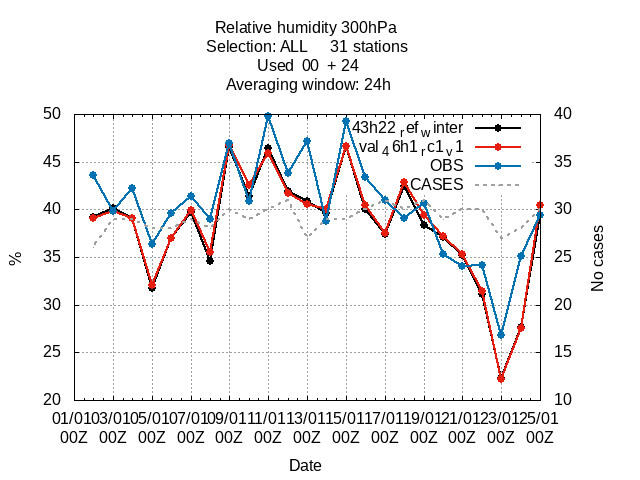 Relative humidity 300hPa
Selection: ALL     31 stations
Used  00  + 24
Averaging window: 24h
50
45
40
35
30
25
20
%
40
35
30
25
20
15
10
No cases
43h22_ref_winter
val_46h1_rc1_v1
OBS
CASES
01/01 03/01 05/01 07/01 09/01 11/01 13/01 15/01 17/01 19/01 21/01 23/01 25/01
00Z 00Z 00Z 00Z 00Z 00Z 00Z 00Z 00Z 00Z 00Z 00Z 00Z
Date